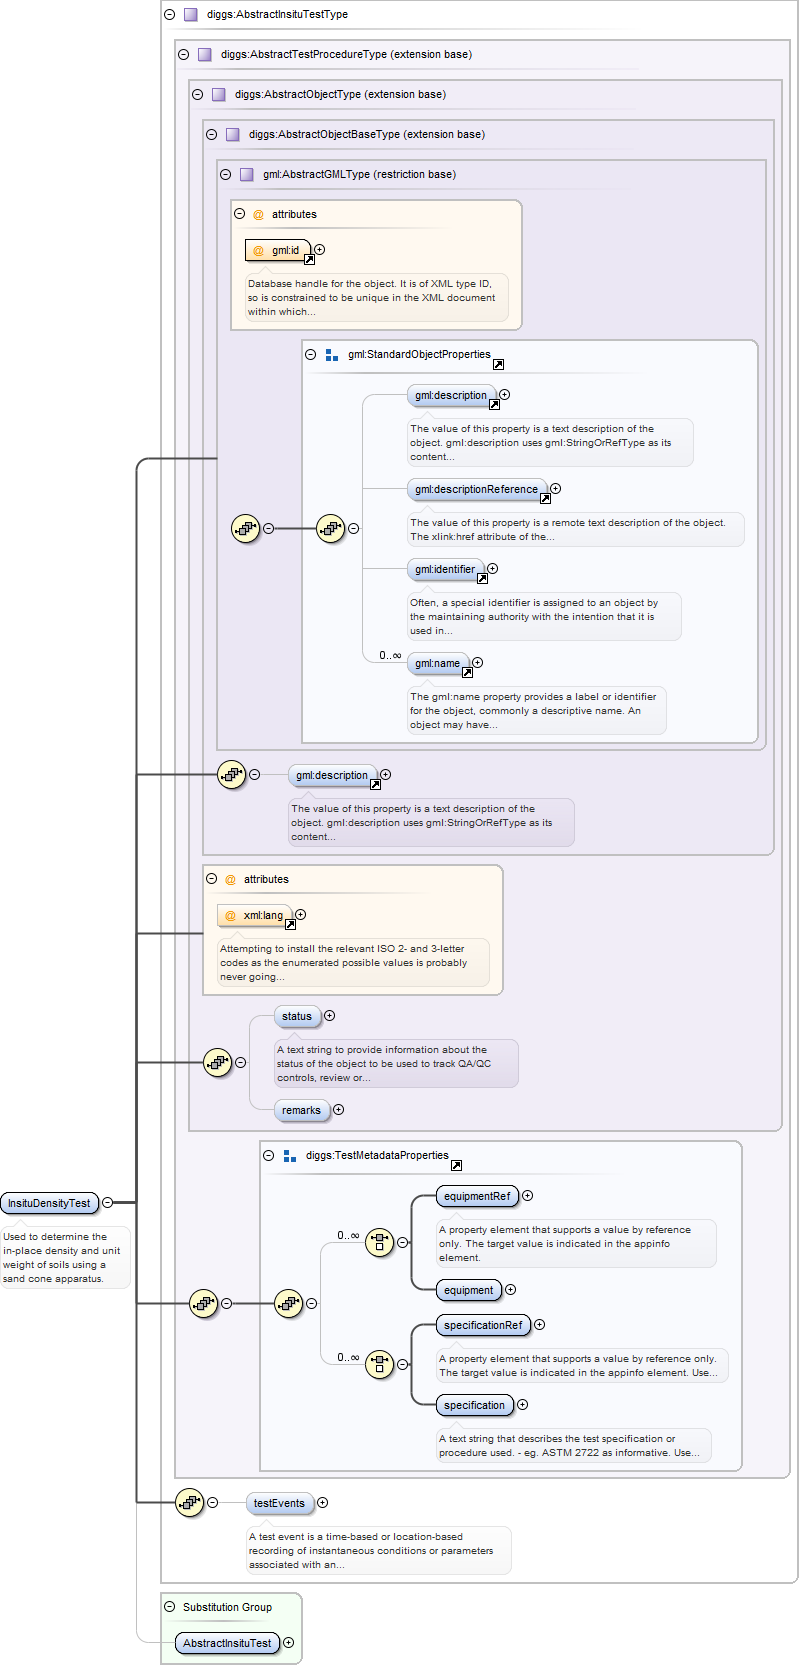 diggs:AbstractInsituTestType
diggs:AbstractTestProcedureType (extension base)
diggs:AbstractObjectType (extension base)
diggs:AbstractObjectBaseType (extension base)
gml:AbstractGMLType (restriction base)
@ attributes
@ gml:id
Database handle for the object. It is of XML type ID,
so is constrained to be unique in the XML document
within which...
gml:StandardObjectProperties
gml:description
The value of this property is a text description of the
object. gml:description uses gml:StringOrRefType as its
content...
gml:descriptionReference
The value of this property is a remote text description of the object.
The xlink:href attribute of the...
gml:identifier
Often, a special identifier is assigned to an object by
the maintaining authority with the intention that it is
used in...
0..∞
gml:name
The gml:name property provides a label or identifier
for the object, commonly a descriptive name. An
object may have...
gml:description
The value of this property is a text description of the
object. gml:description uses gml:StringOrRefType as its
content...
@ attributes
@ xml:lang
Attempting to install the relevant ISO 2- and 3-letter
codes as the enumerated possible values is probably
never going...
status
A text string to provide information about the
status of the object to be used to track QA/QC
controls, review or...
remarks
diggs:TestMetadataProperties
InsituDensityTest
Used to determine the
in-place density and unit
weight of soils using a
sand cone apparatus.
0..∞
equipmentRef
A property element that supports a value by reference
only. The target value is indicated in the appinfo
element.
equipment
0..∞
specificationRef
A property element that supports a value by reference only.
The target value is indicated in the appinfo element. Use...
specification
A text string that describes the test specification or
procedure used. - eg. ASTM 2722 as informative. Use...
testEvents
A test event is a time-based or location-based
recording of instantaneous conditions or parameters
associated with an...
Substitution Group
AbstractInsituTest